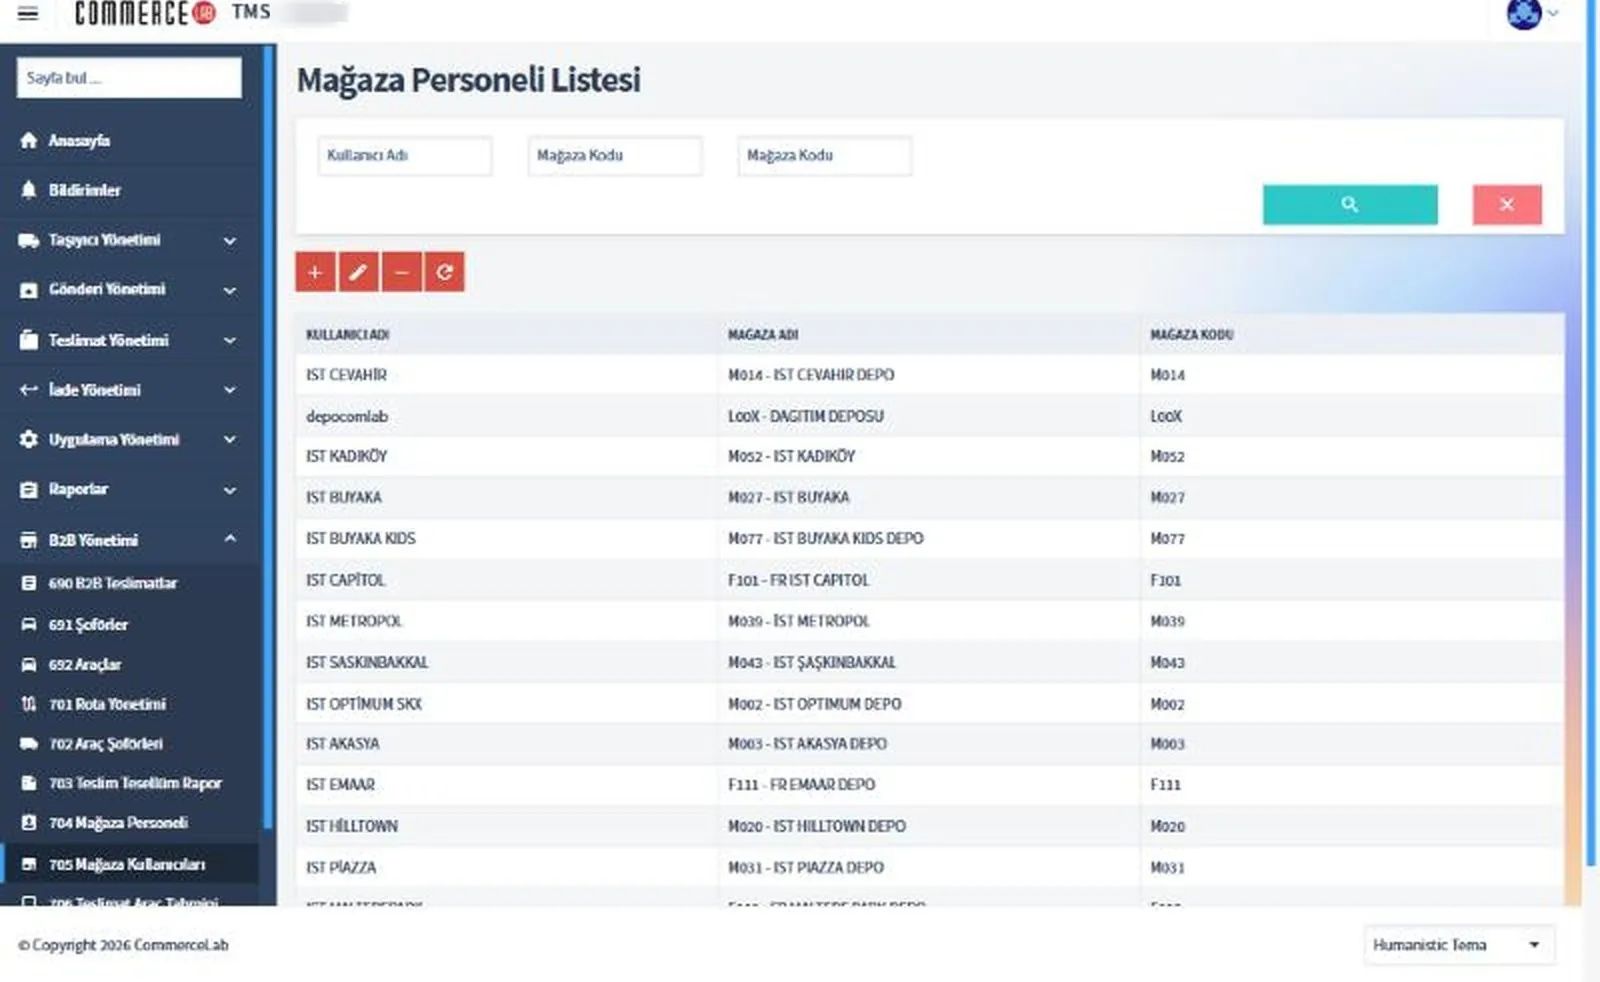 COMMERCE LAB TMS
Sayfa bul ...
Anasayfa
Bildirimler
Taşıyıcı Yönetimi
Gönderi Yönetimi
Teslimat Yönetimi
İade Yönetimi
Uygulama Yönetimi
Raporlar
B2B Yönetimi
690 B2B Teslimatlar
691 Şoförler
692 Araçlar
701 Rota Yönetimi
702 Araç Şoförleri
703 Teslim Tesellüm Rapor
704 Mağaza Personeli
705 Mağaza Kullanıcıları
706 Teslimat Araç Tahmini
Mağaza Personeli Listesi
Kullanıcı Adı Mağaza Kodu Mağaza Kodu
KULLANICI ADI MAĞAZA ADI MAĞAZA KODU
IST CEVAHİR M014 - IST CEVAHIR DEPO M014
depocomlab L00X - DAGITIM DEPOSU L00X
IST KADIKÖY M052 - IST KADIKÖY M052
IST BUYAKA M027 - IST BUYAKA M027
IST BUYAKA KIDS M077 - IST BUYAKA KIDS DEPO M077
IST CAPİTOL F101 - FR IST CAPITOL F101
IST METROPOL M039 - İST METROPOL M039
IST SASKINBAKKAL M043 - IST ŞAŞKINBAKKAL M043
IST OPTİMUM SKX M002 - IST OPTIMUM DEPO M002
IST AKASYA M003 - IST AKASYA DEPO M003
IST EMAAR F111 - FR EMAAR DEPO F111
IST HİLLTOWN M020 - IST HILLTOWN DEPO M020
IST PİAZZA M031 - IST PIAZZA DEPO M031
© Copyright 2026 CommerceLab
Humanistic Tema